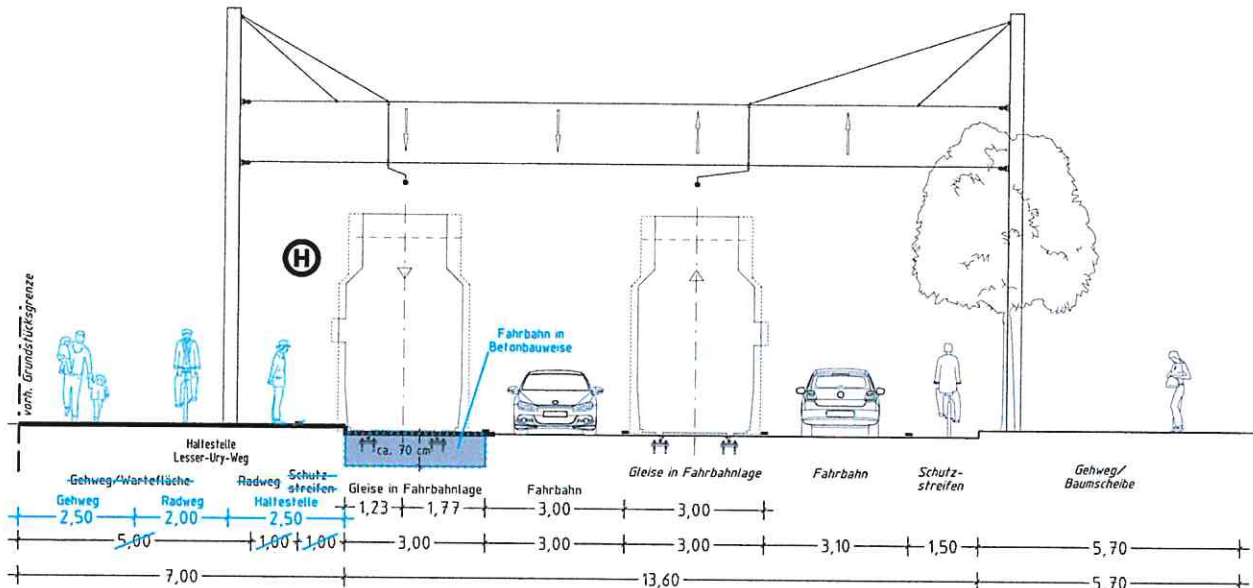 vorh. Grundstücksgrenze
H
Fahrbahn in
Betonbauweise
ca. 70 cm
Haltestelle
Lesser-Ury-Weg
Gehweg/Wartefläche
Radweg
Schutz
streifen
Gleise in Fahrbahnlage
Fahrbahn
Gleise in Fahrbahnlage
Fahrbahn
Schutz-
streifen
Gehweg/
Baumscheibe
Gehweg
Radweg
Haltestelle
2,50 2,00 2,50
1,23 1,77 3,00 3,00
5,00 1,00 1,00 3,00 3,00 3,00 3,10 1,50 5,70
7,00 13,60 5,70